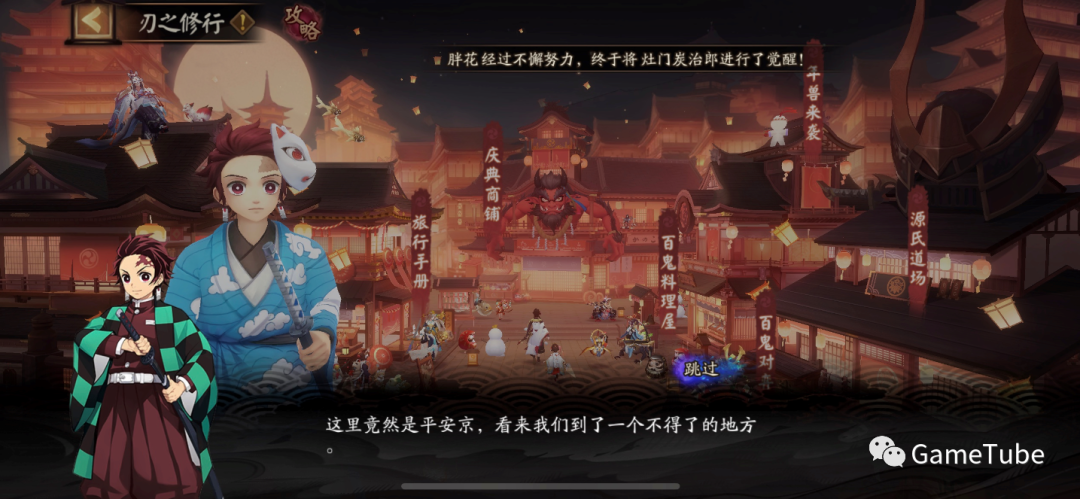 刃之修行
攻略
胖花 经过不懈努力，终于将 灶门炭治郎进行了觉醒！
年兽来袭
庆典商铺
旅行手册
百鬼料理屋
源氏道场
百鬼对
跳过
这里竟然是平安京，看来我们到了一个不得了的地方
。
GameTube